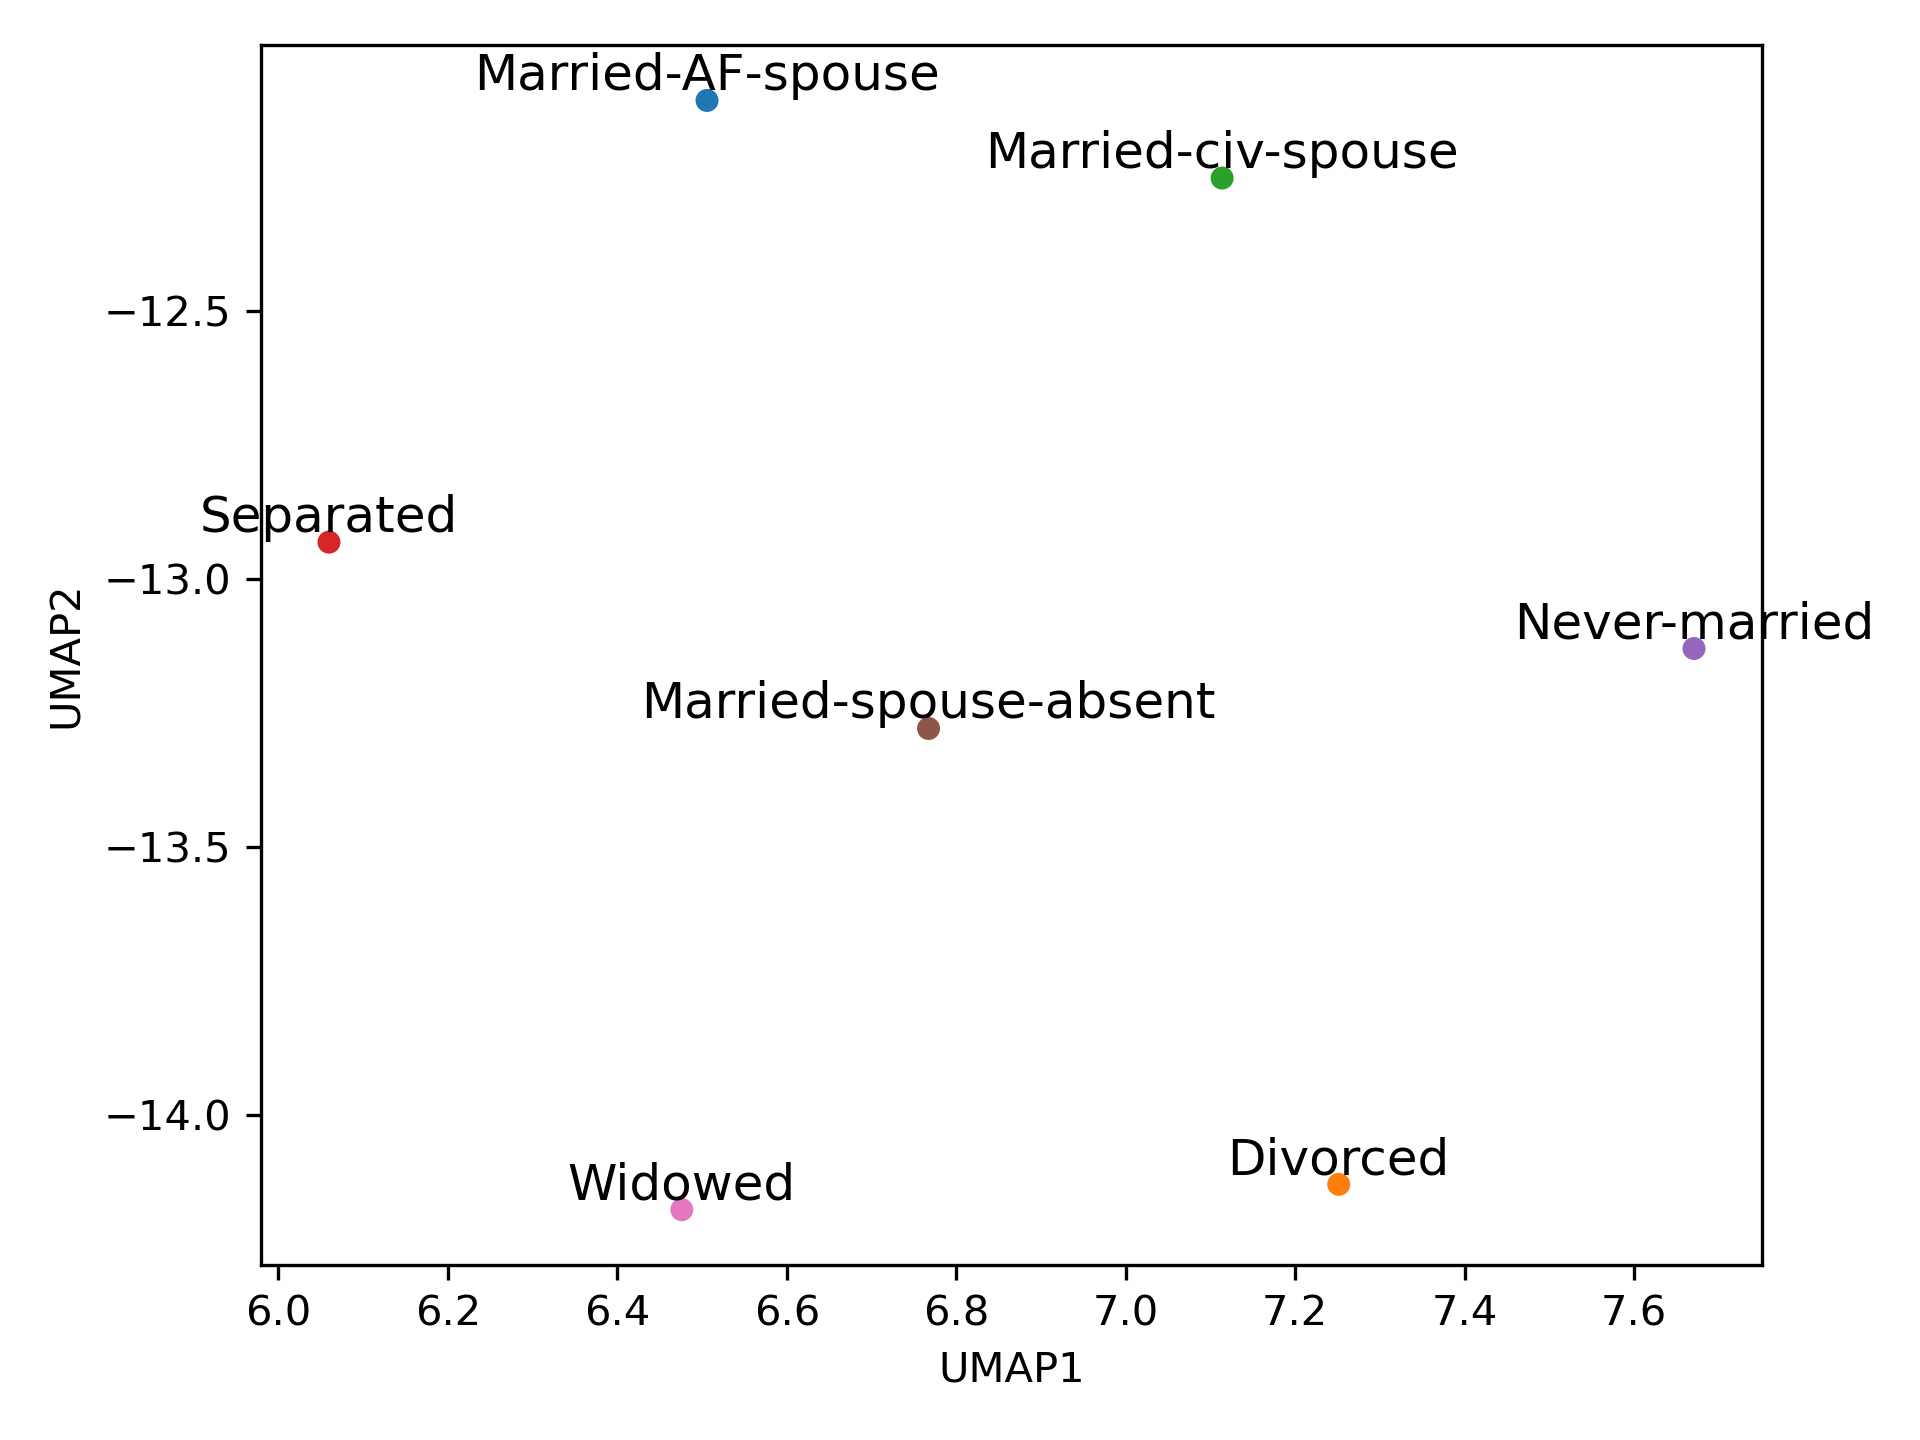 Married-AF-spouse
Married-civ-spouse
−12.5
Separated
−13.0
UMAP2
Never-married
Married-spouse-absent
−13.5
−14.0
Divorced
Widowed
6.0 6.2 6.4 6.6 6.8 7.0 7.2 7.4 7.6
UMAP1